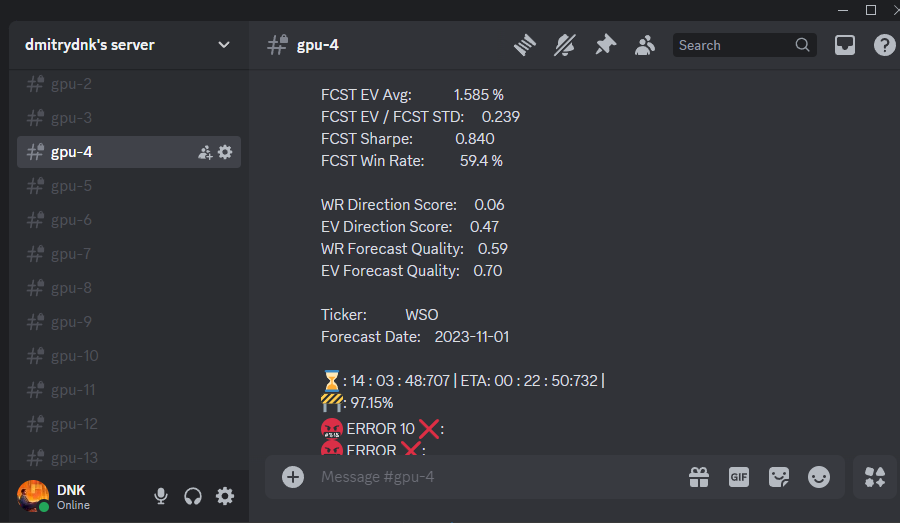 dmitrydnk's server
gpu-4
Search
gpu-2
gpu-3
gpu-4
gpu-5
gpu-6
gpu-7
gpu-8
gpu-9
gpu-10
gpu-11
gpu-12
gpu-13
DNK
Online
FCST EV Avg: 1.585 %
FCST EV / FCST STD: 0.239
FCST Sharpe: 0.840
FCST Win Rate: 59.4 %
WR Direction Score: 0.06
EV Direction Score: 0.47
WR Forecast Quality: 0.59
EV Forecast Quality: 0.70
Ticker: WSO
Forecast Date: 2023-11-01
⏳: 14 : 03 : 48:707 | ETA: 00 : 22 : 50:732 |
🚧: 97.15%
🤬 ERROR 10 ❌:
🤬 ERROR ❌:
Message #gpu-4
GIF